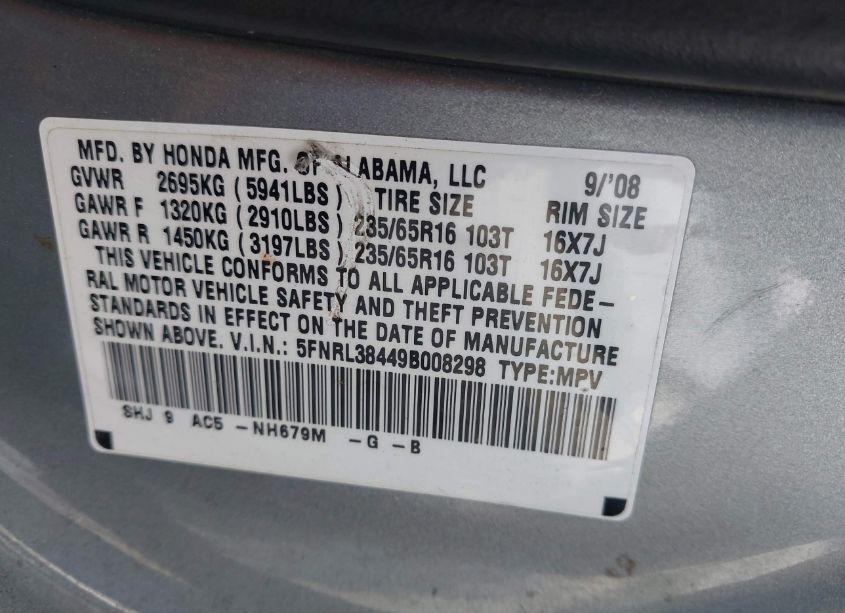 MFD. BY HONDA MFG. OF ALABAMA, LLC 9/'08
GVWR 2695KG ( 5941LBS ) TIRE SIZE RIM SIZE
GAWR F 1320KG ( 2910LBS ) 235/65R16 103T 16X7J
GAWR R 1450KG ( 3197LBS ) 235/65R16 103T 16X7J
THIS VEHICLE CONFORMS TO ALL APPLICABLE FEDE-
RAL MOTOR VEHICLE SAFETY AND THEFT PREVENTION
STANDARDS IN EFFECT ON THE DATE OF MANUFACTURE
SHOWN ABOVE. V.I.N.: 5FNRL38449B008298 TYPE:MPV
SHJ 9 AC5 -NH679M -G -B